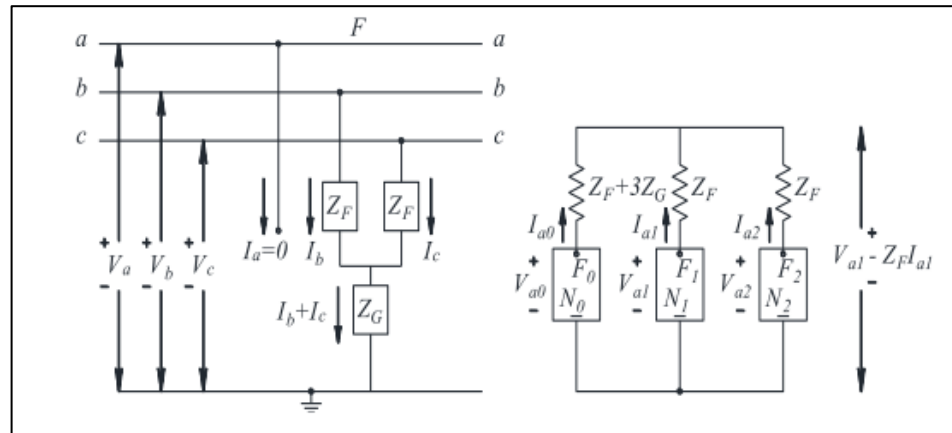 F
a a
b b
c c
Z_F Z_F
I_a=0 I_b I_c
+ + +
V_a V_b V_c
- - -
I_b+I_c Z_G
Z_F+3Z_G Z_F Z_F
I_a0 I_a1 I_a2
+ F_0 + F_1 + F_2
V_a0 V_a1 V_a2
- N_0 - N_1 - N_2
+
V_a1 - Z_F I_a1
-